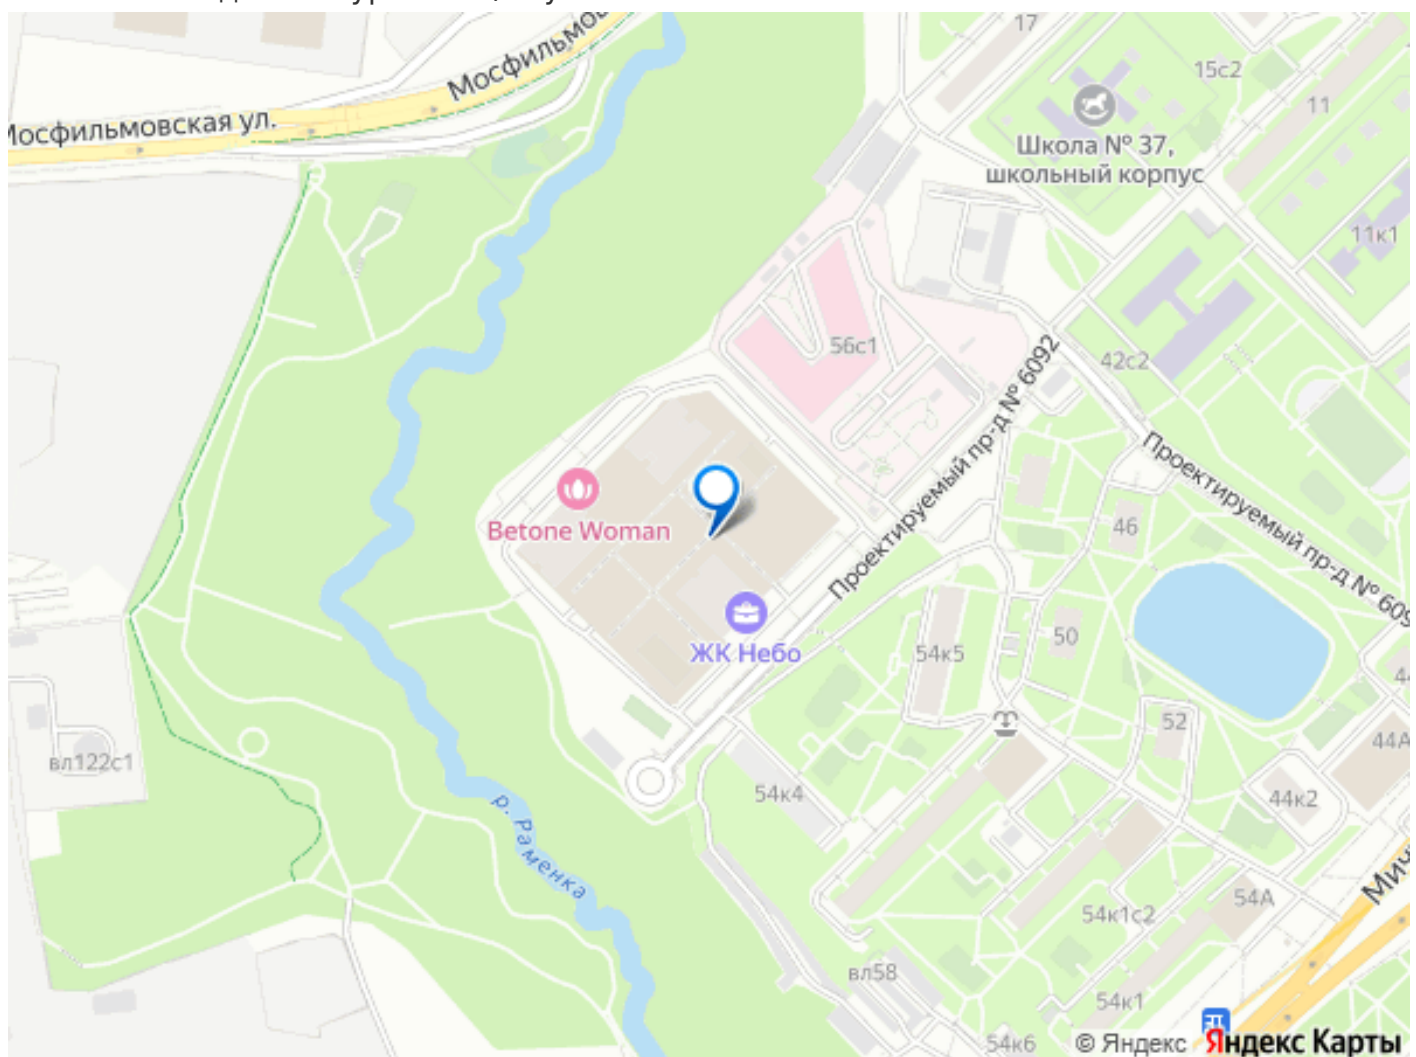 Мосфильмов
Мосфильмовская ул.
17
15с2
11
Школа № 37,
школьный корпус
11к1
56с1
42с2
Проектируемый пр-д № 6092
Проектируемый пр-д № 609
Betone Woman
46
ЖК Небо
54к5
50
52
44А
вл122с1
54к4
44к2
р. Раменка
Мич
54А
54к1с2
вл58
54к1
54к6
© Яндекс Яндекс Карты